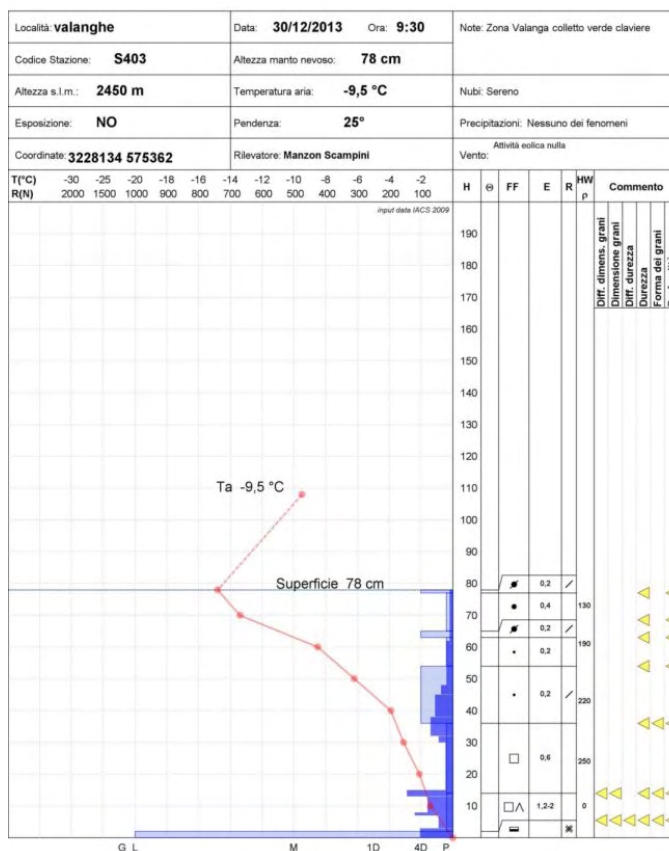 Località: valanghe
Data: 30/12/2013 Ora: 9:30
Note: Zona Valanga colletto verde claviere
Codice Stazione: S403
Altezza manto nevoso: 78 cm
Altezza s.l.m.: 2450 m
Temperatura aria: -9,5 °C
Nubi: Sereno
Esposizione: NO
Pendenza: 25°
Precipitazioni: Nessuno dei fenomeni
Coordinate: 3228134 575362
Rilevatore: Manzon Scampini
Attività eolica nulla
Vento:
T(°C) -30 -25 -20 -18 -16 -14 -12 -10 -8 -6 -4 -2
R(N) 2000 1500 1000 900 800 700 600 500 400 300 200 100
H Θ FF E R HW ρ Commento
input data IACS 2009
Diff. dimens. grani
Dimensione grani
Diff. durezza
Durezza
Forma dei grani
190
180
170
160
150
140
130
120
110
100
90
80
70
60
50
40
30
20
10
Ta -9,5 °C
Superficie 78 cm
0,2
0,4 130
0,2
0,2 190
0,2 220
0,6 250
1,2-2 0
G L M 1D 4D P